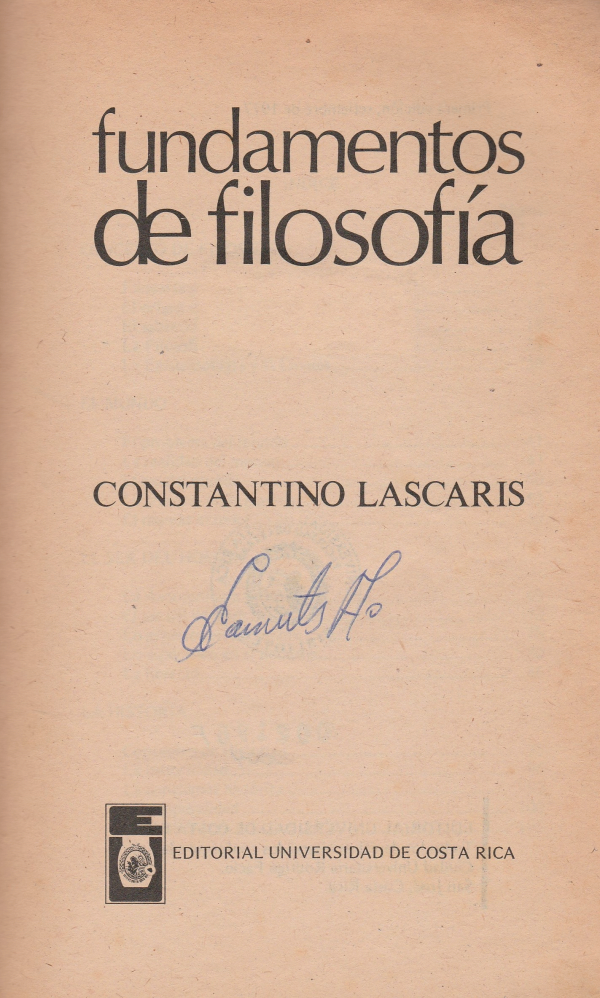 fundamentos
de filosofía
CONSTANTINO LASCARIS
E
EDITORIAL UNIVERSIDAD DE COSTA RICA